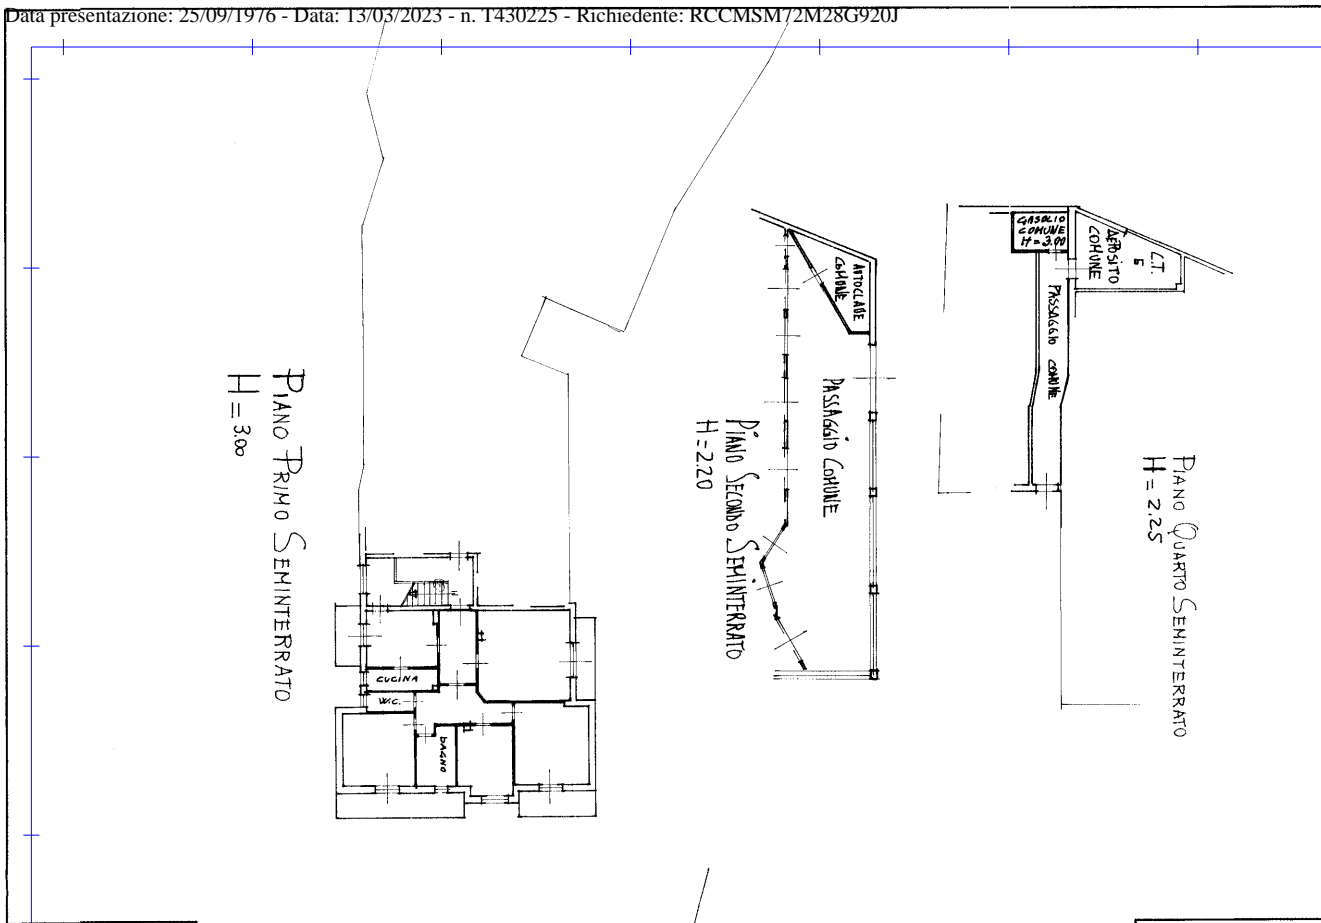 Data presentazione: 25/09/1976 - Data: 13/03/2023 - n. T430225 - Richiedente: RCCMSM72M28G920J
GASOLIO
COMUNE
H = 3.00
C.T.
E
DEPOSITO
COMUNE
PASSAGGIO COMUNE
PIANO QUARTO SEMINTERRATO
H = 2.25
AUTOCLAVE
COMUNE
PASSAGGIO COMUNE
PIANO SECONDO SEMINTERRATO
H = 2.20
PIANO PRIMO SEMINTERRATO
H = 3.00
CUCINA
W.C.
BAGNO